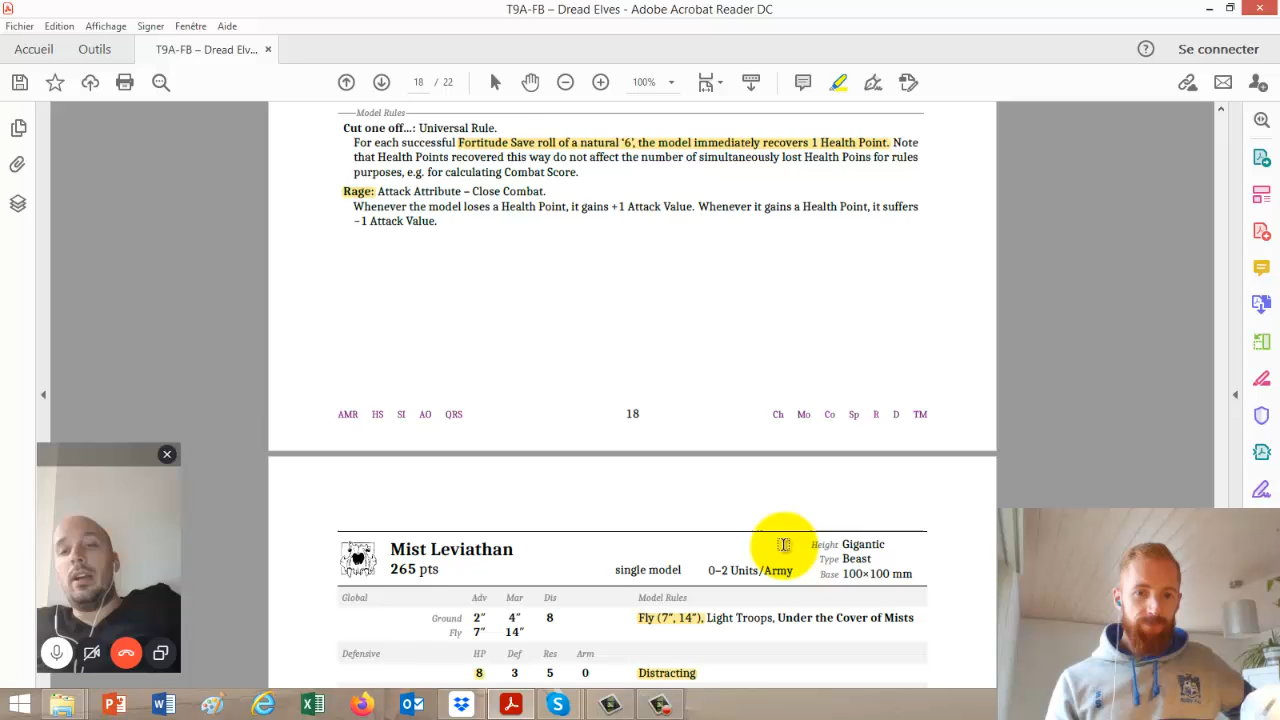 T9A-FB – Dread Elves - Adobe Acrobat Reader DC
Fichier Edition Affichage Signer Fenêtre Aide
Accueil Outils T9A-FB – Dread Elv... × Se connecter
18 / 22 100%
Model Rules
Cut one off...: Universal Rule.
For each successful Fortitude Save roll of a natural ‘6’, the model immediately recovers 1 Health Point. Note
that Health Points recovered this way do not affect the number of simultaneously lost Health Poins for rules
purposes, e.g. for calculating Combat Score.
Rage: Attack Attribute – Close Combat.
Whenever the model loses a Health Point, it gains +1 Attack Value. Whenever it gains a Health Point, it suffers
−1 Attack Value.
AMR HS SI AO QRS 18 Ch Mo Co Sp R D TM
Mist Leviathan
265 pts single model 0–2 Units/Army
Height Gigantic
Type Beast
Base 100×100 mm
Global Adv Mar Dis Model Rules
Ground 2″ 4″ 8 Fly (7″, 14″), Light Troops, Under the Cover of Mists
Fly 7″ 14″
Defensive HP Def Res Arm
8 3 5 0 Distracting